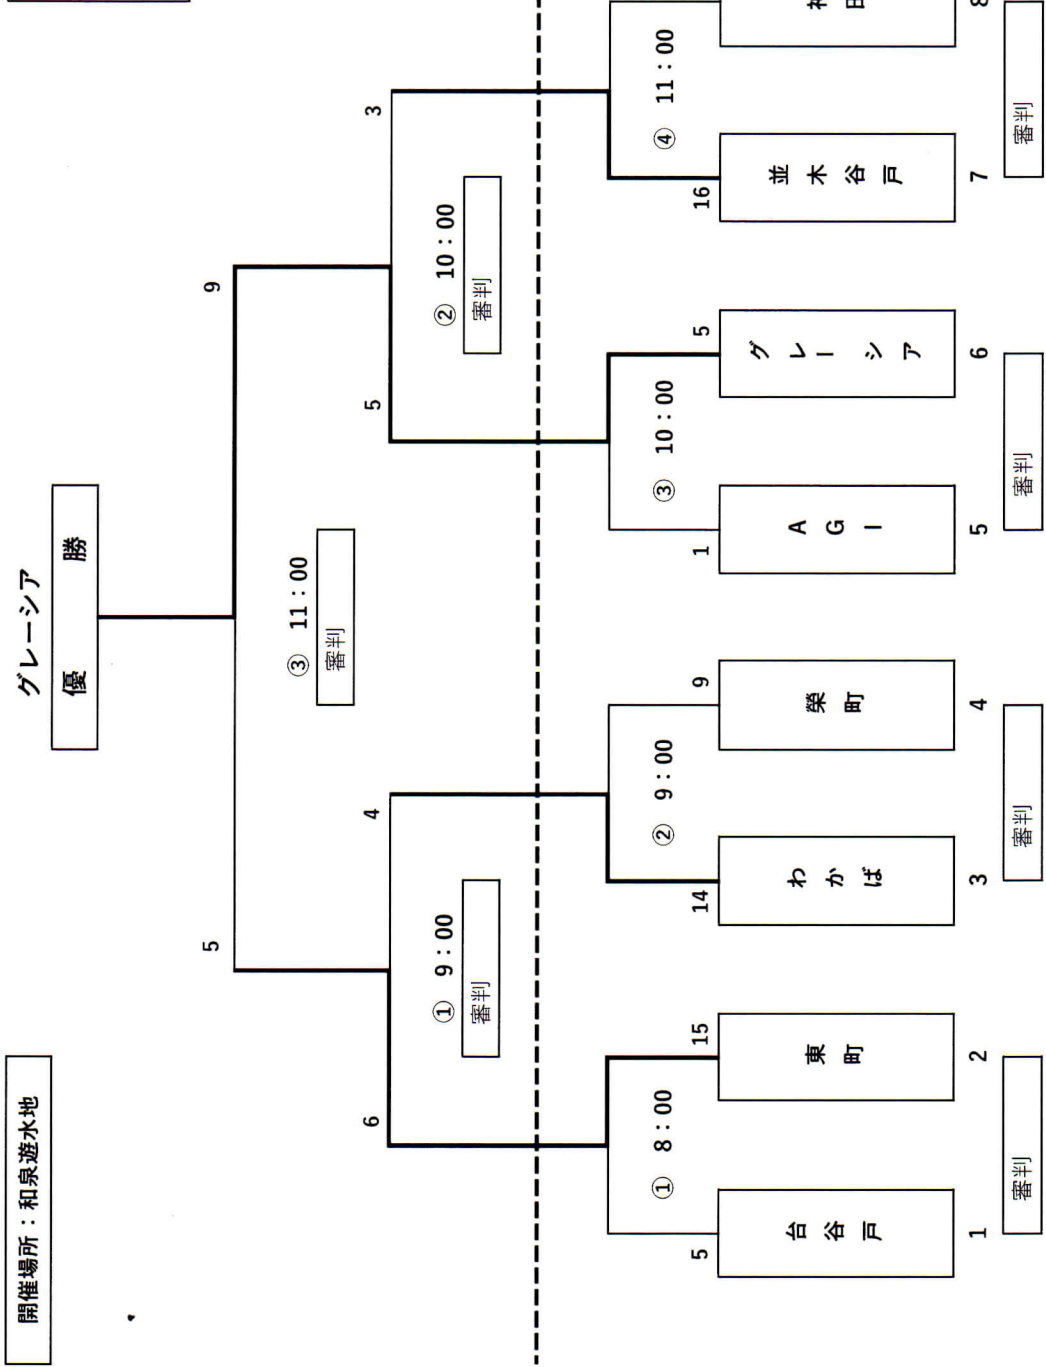 開催場所：和泉遊水地
グレーシア
優 勝
5
9
③ 11：00
審判
6
4
5
3
① 9：00
審判
② 10：00
審判
① 8：00
② 9：00
③ 10：00
④ 11：00
5
15
14
9
1
5
16
台谷戸
東町
わかば
榮町
AGI
グレーシア
並木谷戸
1
2
3
4
5
6
7
審判
審判
審判
審判